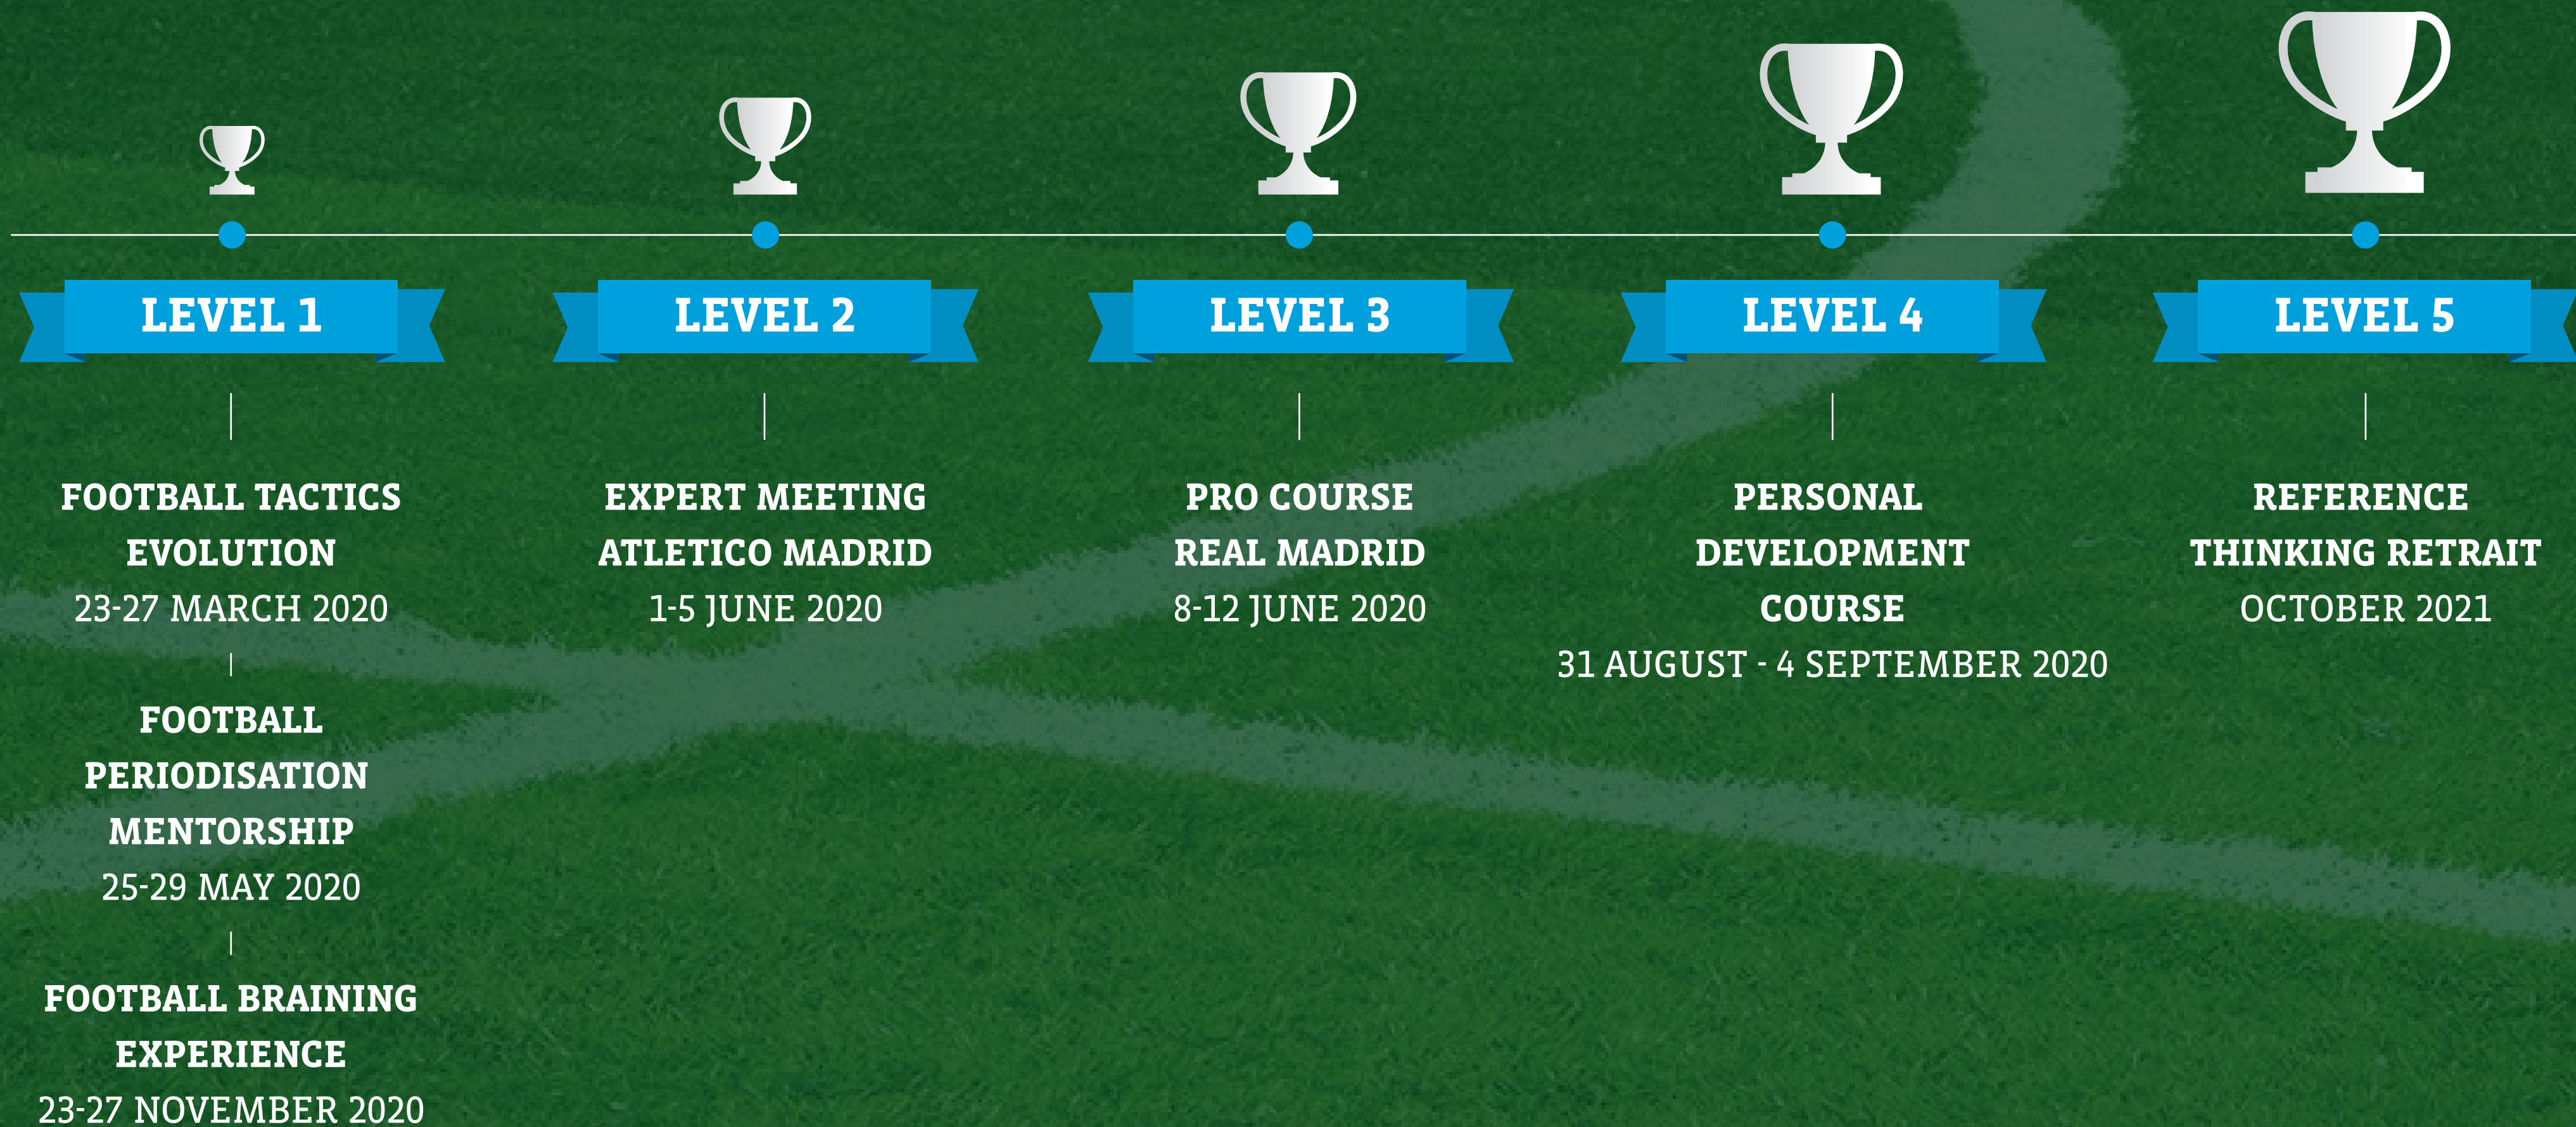 LEVEL 1
FOOTBALL TACTICS
EVOLUTION
23-27 MARCH 2020
FOOTBALL
PERIODISATION
MENTORSHIP
25-29 MAY 2020
FOOTBALL BRAINING
EXPERIENCE
23-27 NOVEMBER 2020
LEVEL 2
EXPERT MEETING
ATLETICO MADRID
1-5 JUNE 2020
LEVEL 3
PRO COURSE
REAL MADRID
8-12 JUNE 2020
LEVEL 4
PERSONAL
DEVELOPMENT
COURSE
31 AUGUST - 4 SEPTEMBER 2020
LEVEL 5
REFERENCE
THINKING RETRAIT
OCTOBER 2021